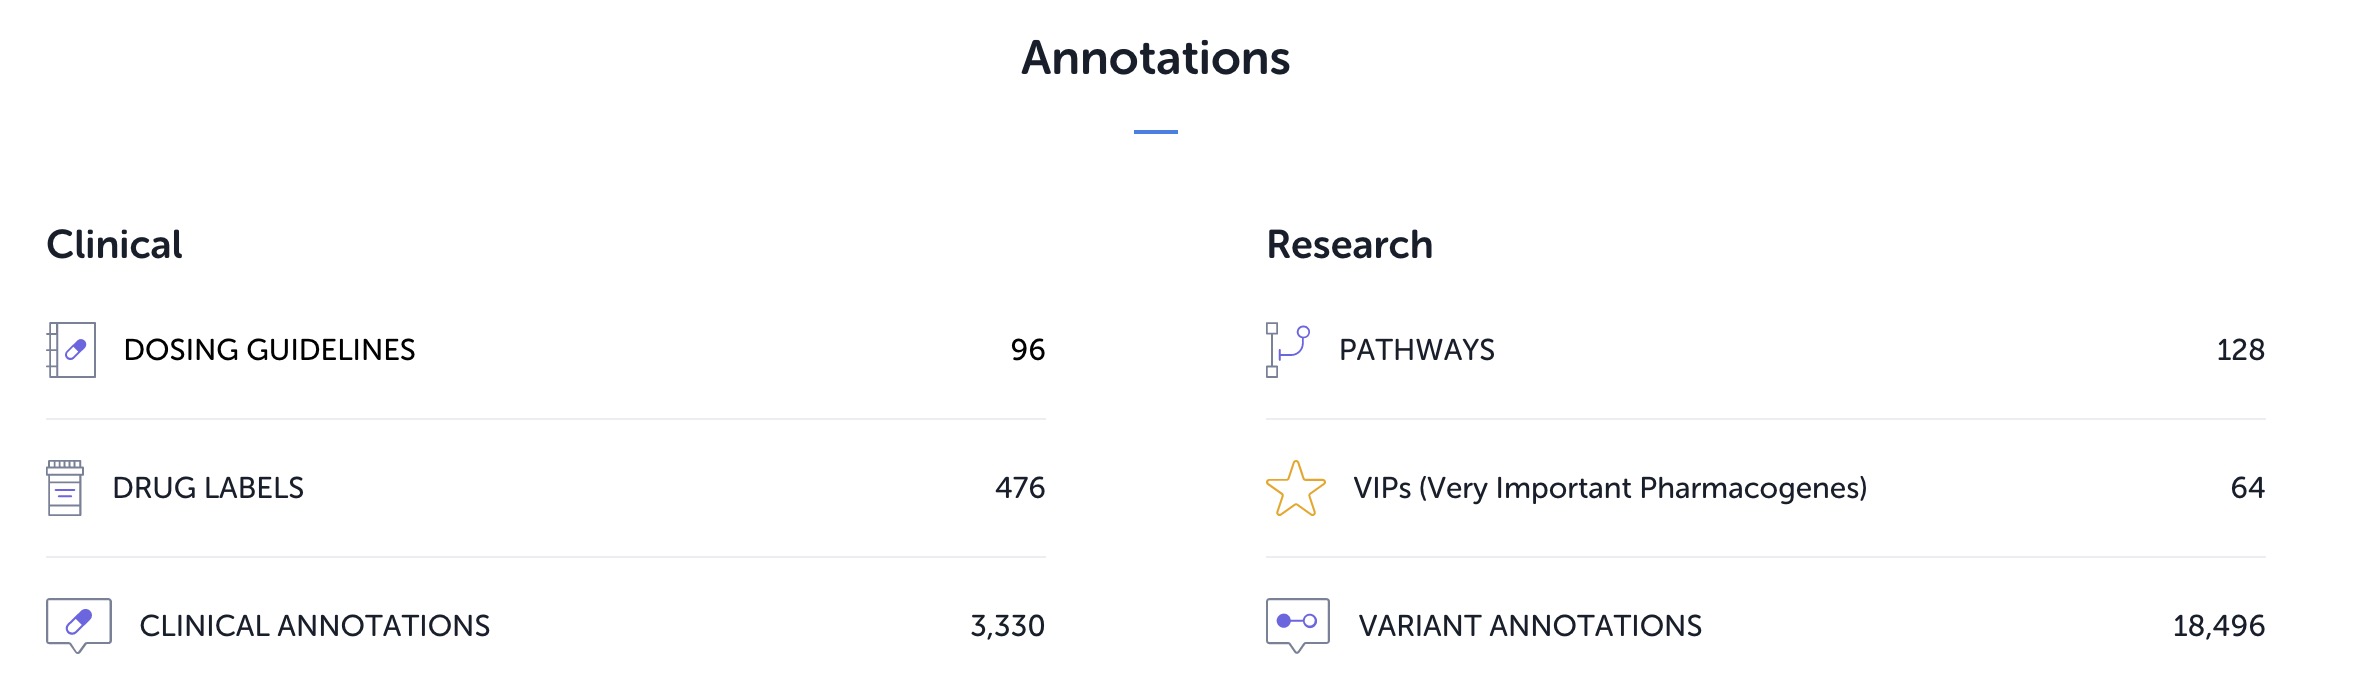 Annotations
Clinical
DOSING GUIDELINES 96
DRUG LABELS 476
CLINICAL ANNOTATIONS 3,330
Research
PATHWAYS 128
VIPs (Very Important Pharmacogenes) 64
VARIANT ANNOTATIONS 18,496